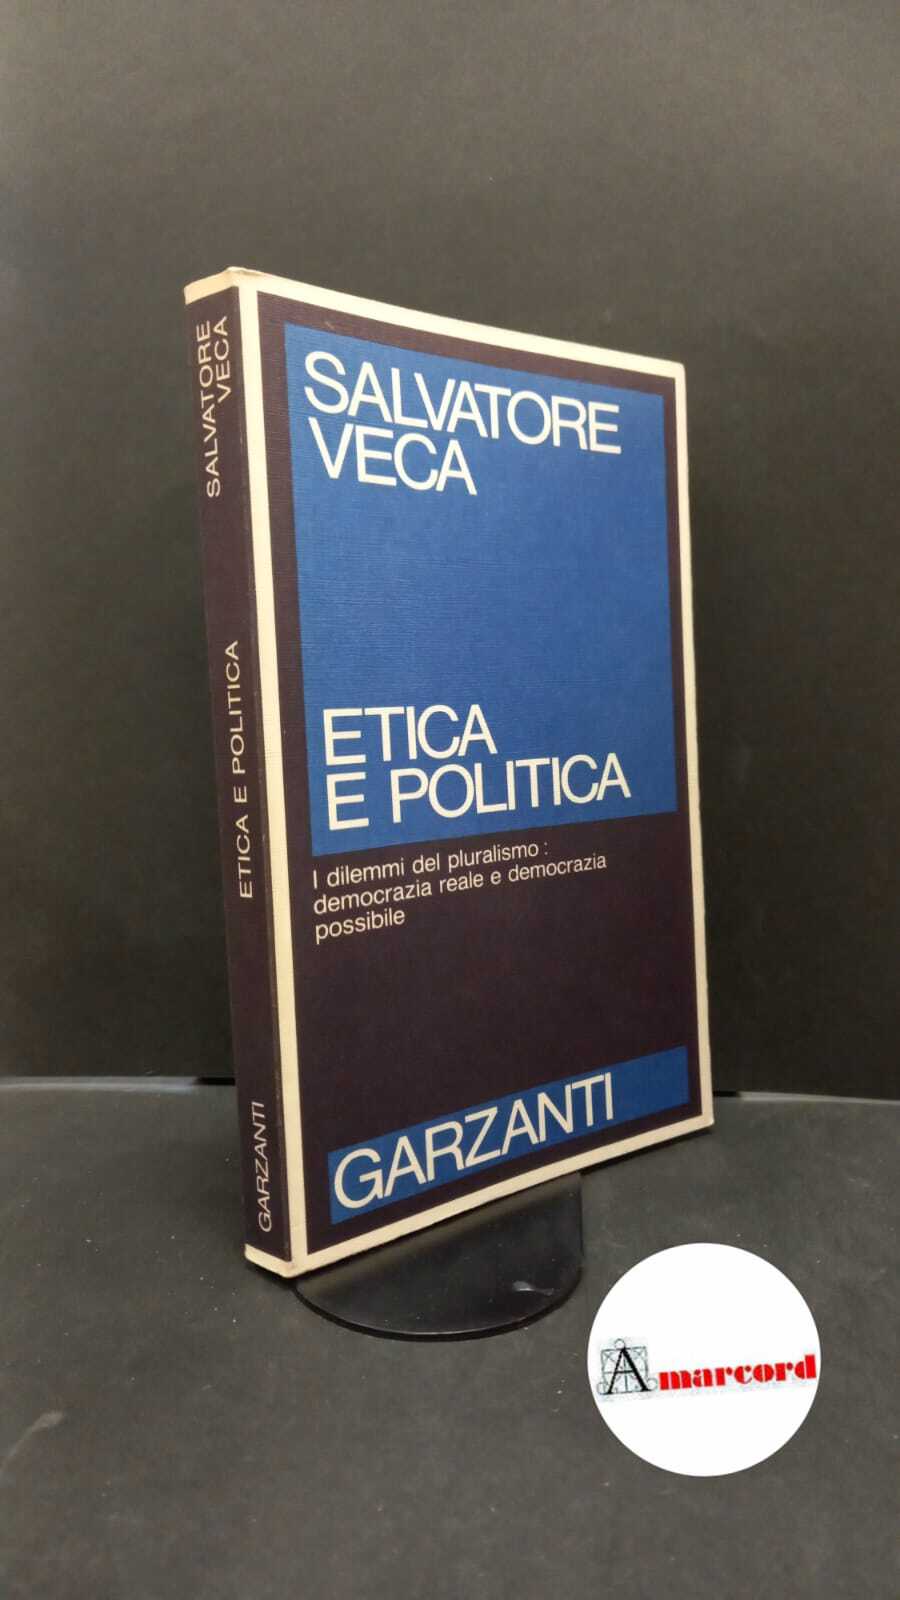 SALVATORE
VECA
ETICA E POLITICA
GARZANTI
SALVATORE
VECA
ETICA
E POLITICA
I dilemmi del pluralismo:
democrazia reale e democrazia
possibile
GARZANTI
Amarcord